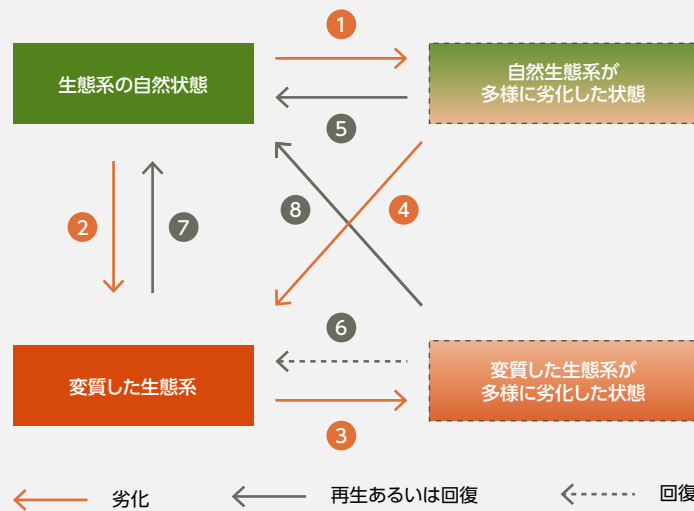 1
生態系の自然状態
自然生態系が
多様に劣化した状態
5
2
7
8
4
6
変質した生態系
変質した生態系が
多様に劣化した状態
3
劣化
再生あるいは回復
回復